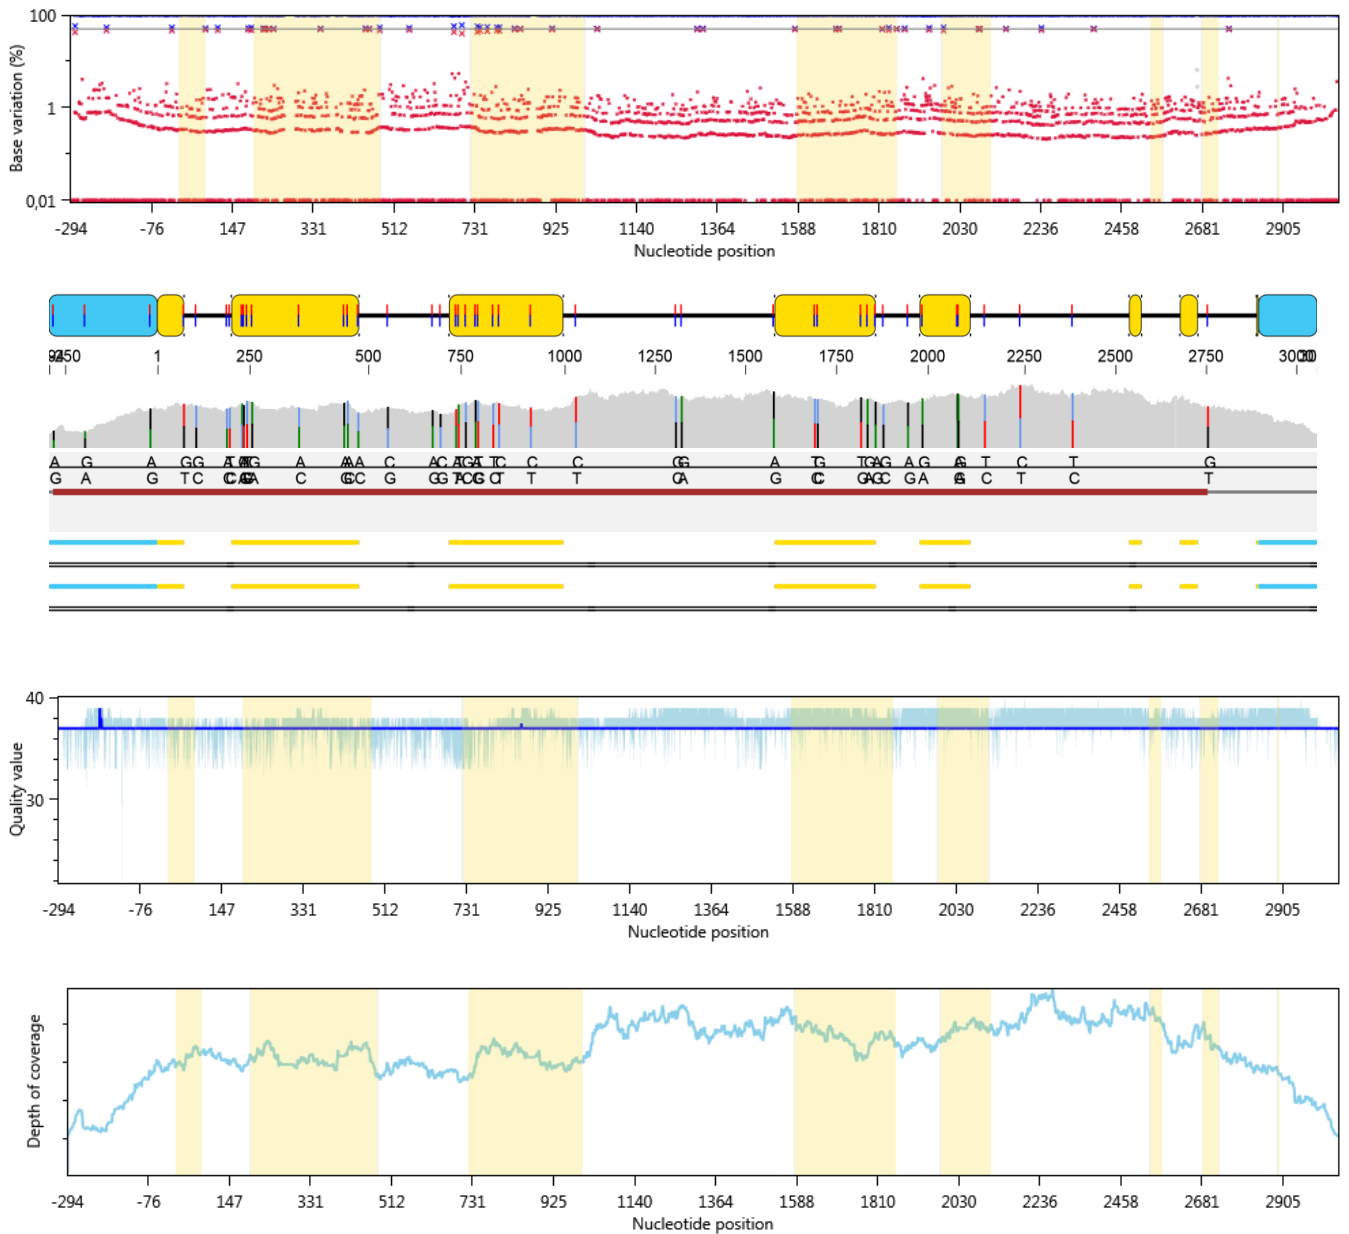 100
Base variation (%)
1
0,01
-294 -76 147 331 512 731 925 1140 1364 1588 1810 2030 2236 2458 2681 2905
Nucleotide position
250 1 250 500 750 1000 1250 1500 1750 2000 2250 2500 2750 3000
A G A G G G A A A A C A C A T G A T T C C C G G A T G T G A G A G G T C T G
G A G T C C A C G C C G G G T A C G C T T T C A G C G A G C G A G C T C T
40
Quality value
30
-294 -76 147 331 512 731 925 1140 1364 1588 1810 2030 2236 2458 2681 2905
Nucleotide position
Depth of coverage
-294 -76 147 331 512 731 925 1140 1364 1588 1810 2030 2236 2458 2681 2905
Nucleotide position